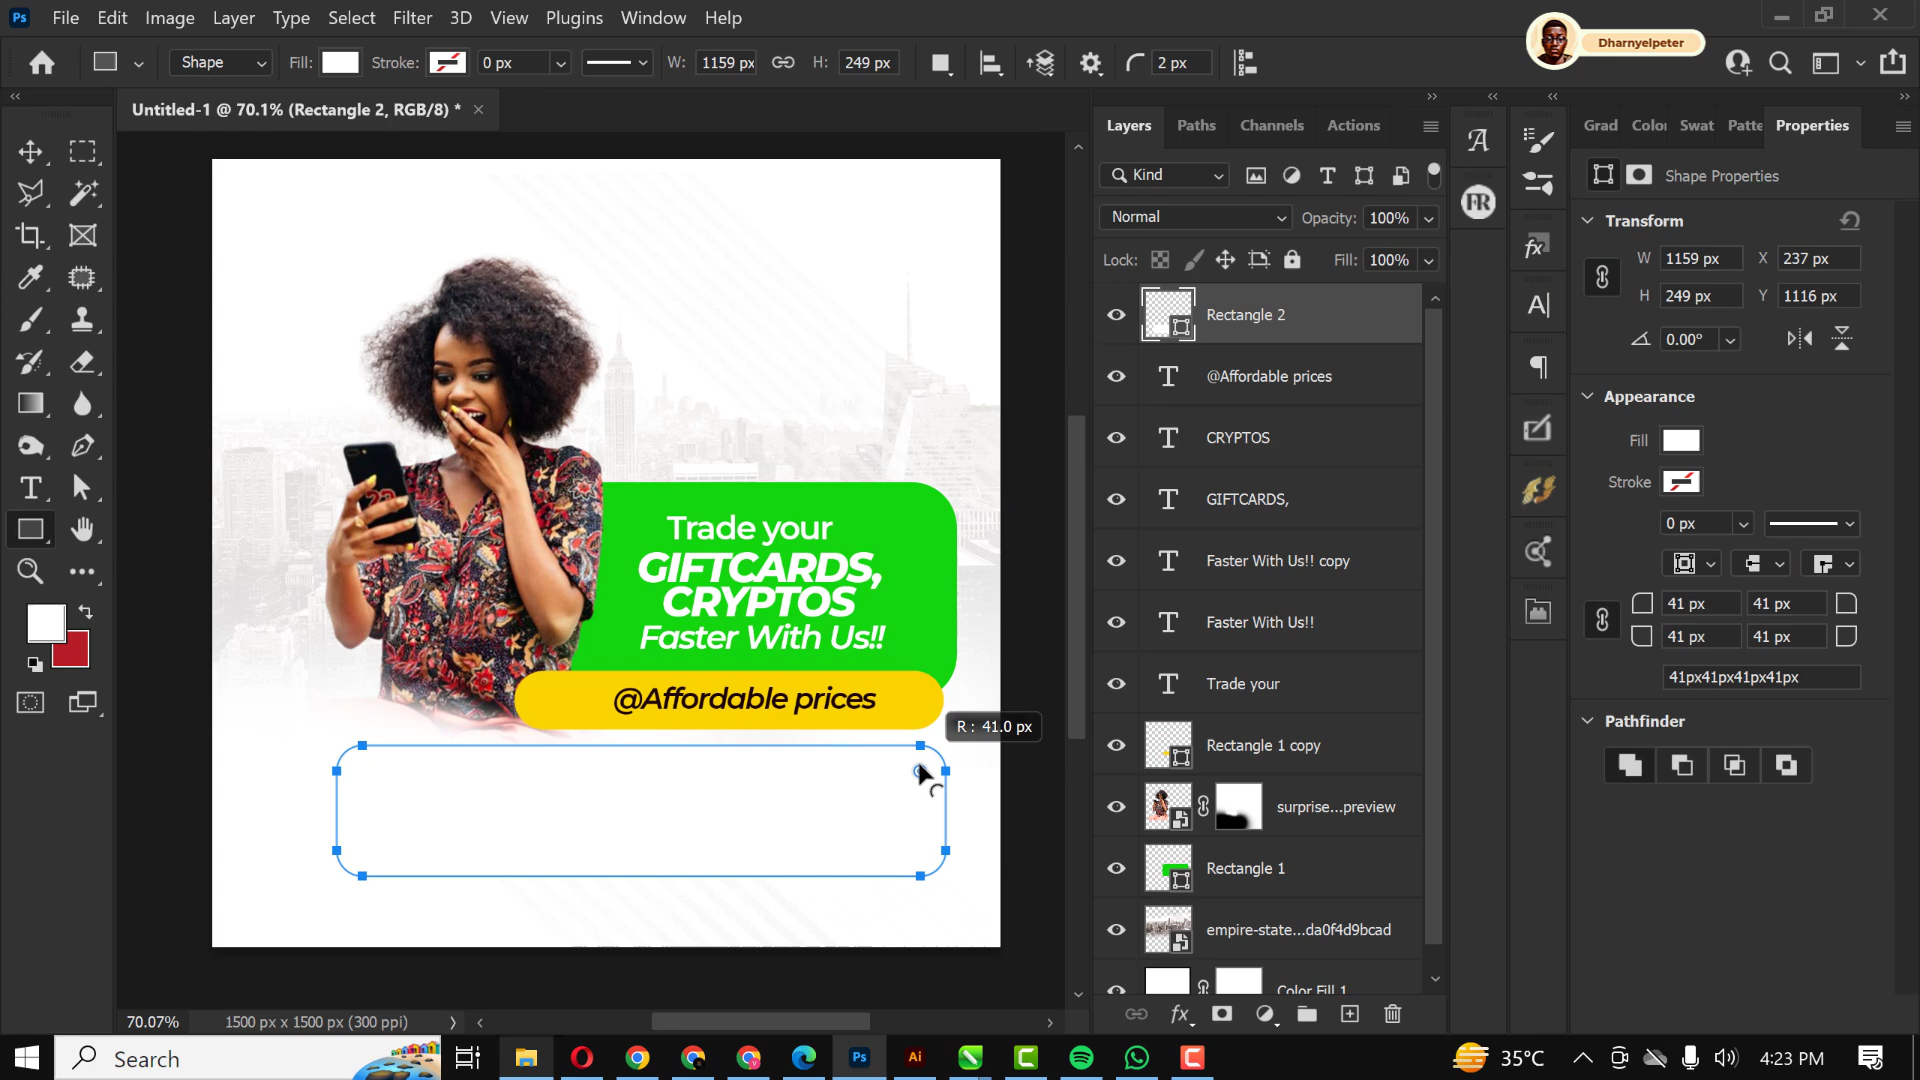 Ps File Edit Image Layer Type Select Filter 3D View Plugins Window Help
Dharnyelpeter
Shape Fill: Stroke: 0 px W: 1159 px H: 249 px 2 px
Untitled-1 @ 70.1% (Rectangle 2, RGB/8) *
Layers Paths Channels Actions
Kind
Normal Opacity: 100%
Lock: Fill: 100%
Rectangle 2
@Affordable prices
CRYPTOS
GIFTCARDS,
Faster With Us!! copy
Faster With Us!!
Trade your
Rectangle 1 copy
surprise...preview
Rectangle 1
empire-state...da0f4d9bcad
Color Fill 1
fx
FR
Grad Color Swat Patte Properties
Shape Properties
Transform
W 1159 px X 237 px
H 249 px Y 1116 px
0.00°
Appearance
Fill
Stroke
0 px
41 px 41 px
41 px 41 px
41px41px41px41px
Pathfinder
Trade your
GIFTCARDS,
CRYPTOS
Faster With Us!!
@Affordable prices
R : 41.0 px
70.07% 1500 px x 1500 px (300 ppi)
Search
Ps Ai
35°C 4:23 PM